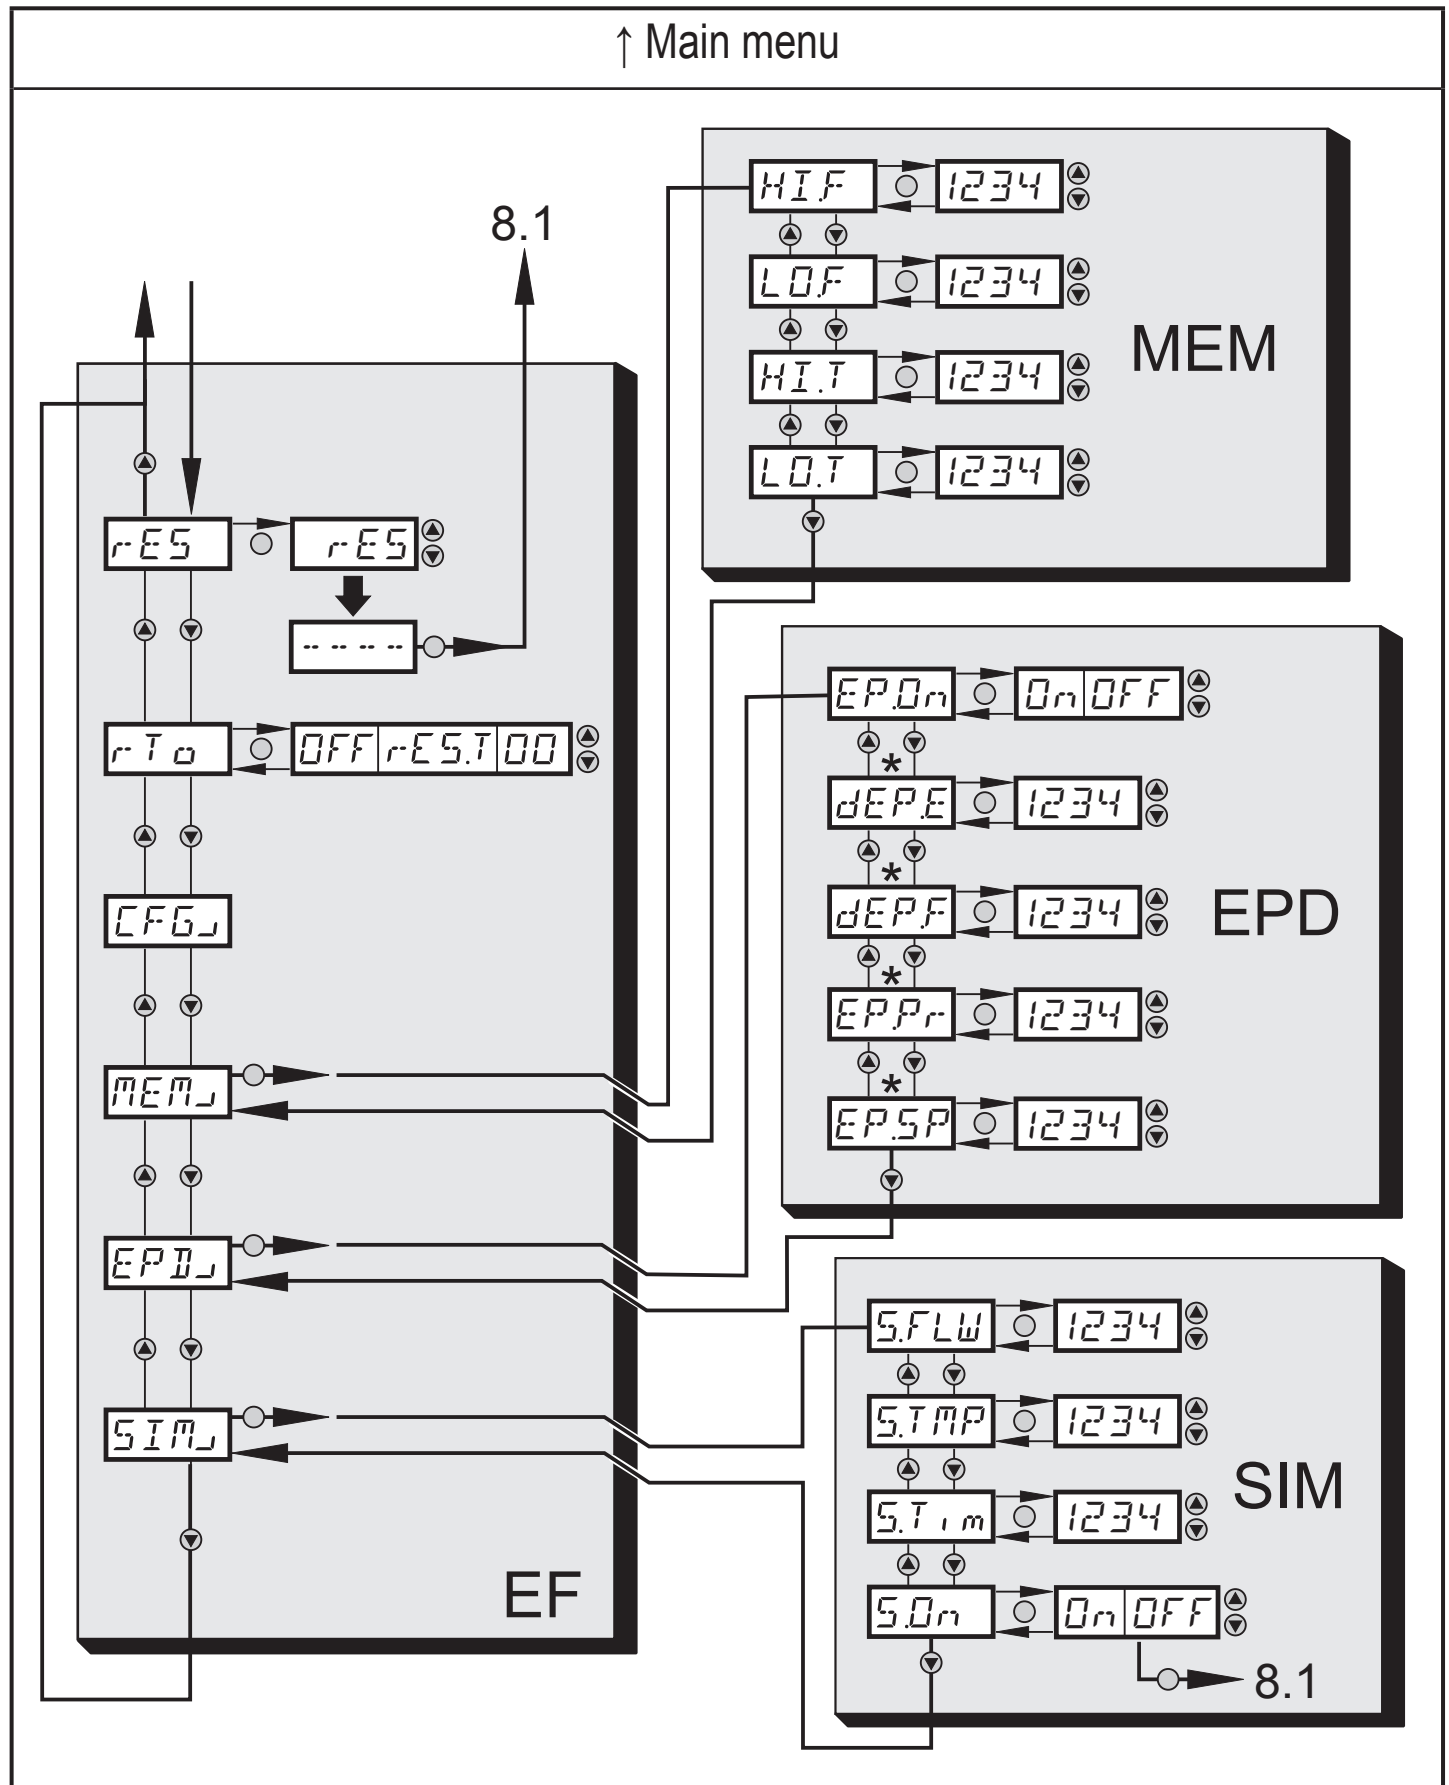 ↑ Main menu
8.1
rES
rES
-- -- -- --
rTo
OFF rES.T 00
CFG┘
MEM┘
EPD┘
SIM┘
EF
HI.F 1234
LO.F 1234
HI.T 1234
LO.T 1234
MEM
EP.On On OFF
*
dEP.E 1234
*
dEP.F 1234
*
EP.Pr 1234
*
EP.SP 1234
EPD
S.FLW 1234
S.TMP 1234
S.Tim 1234
S.On On OFF
8.1
SIM